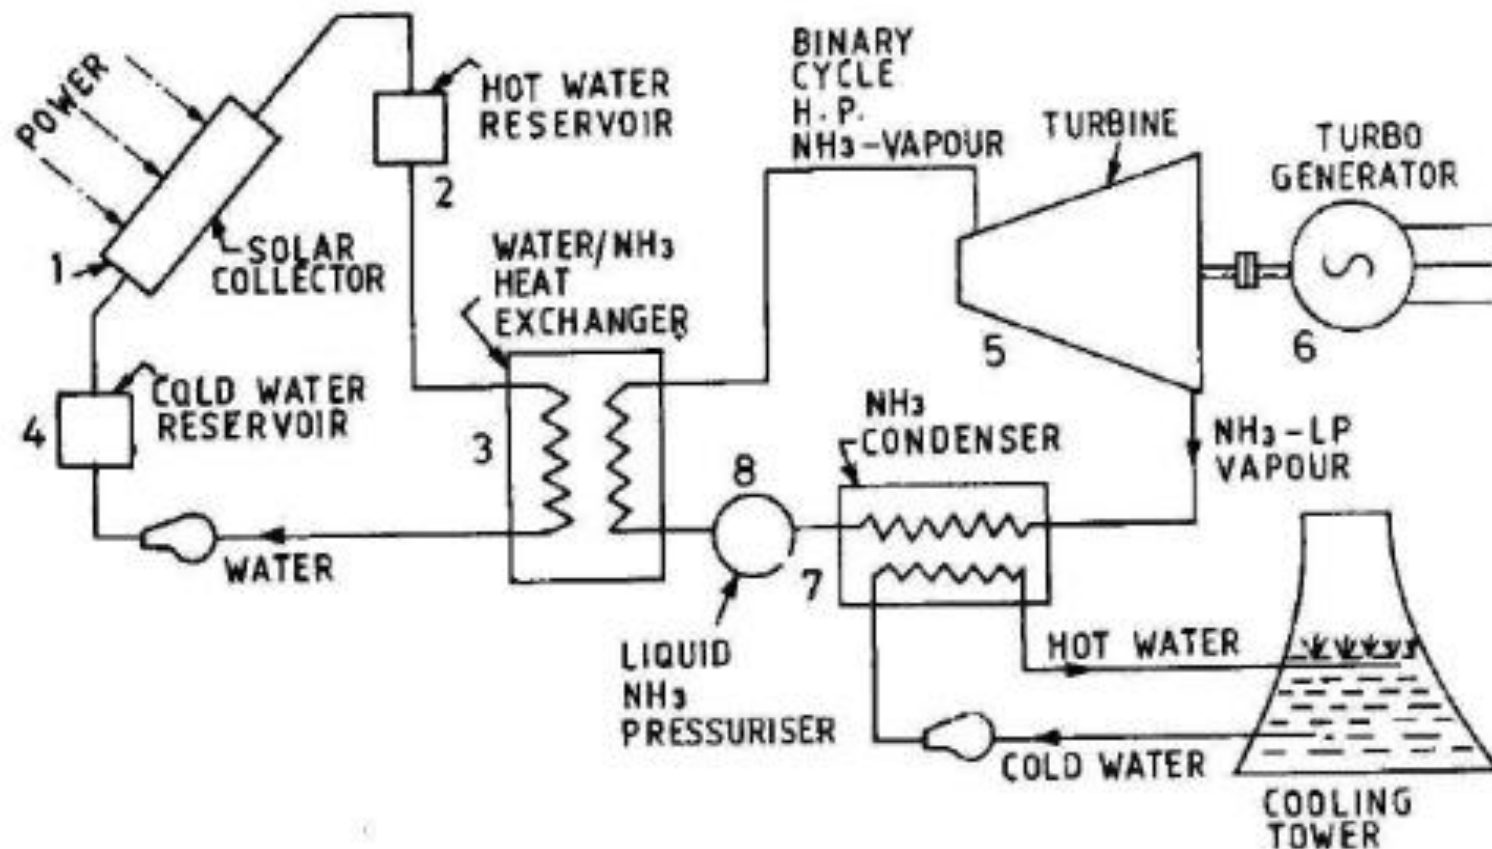 POWER
HOT WATER
RESERVOIR
2
BINARY
CYCLE
H.P.
NH3-VAPOUR
TURBINE
TURBO
GENERATOR
1
SOLAR
COLLECTOR
WATER/NH3
HEAT
EXCHANGER
5
6
4
COLD WATER
RESERVOIR
3
NH3
CONDENSER
NH3-LP
VAPOUR
8
WATER
7
LIQUID
NH3
PRESSURISER
HOT WATER
COLD WATER
COOLING
TOWER